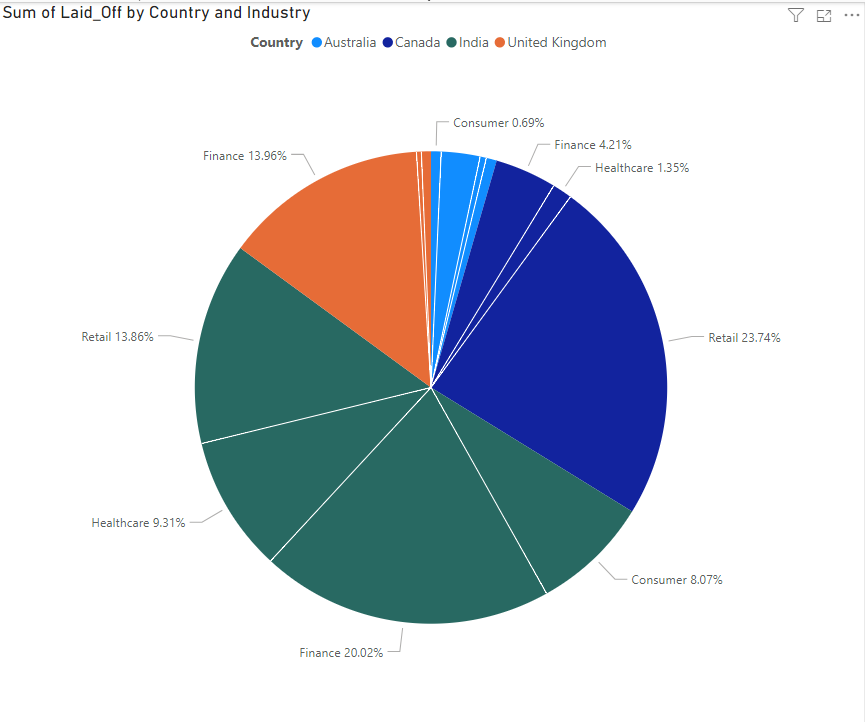 Sum of Laid_Off by Country and Industry
Country Australia Canada India United Kingdom
Consumer 0.69%
Finance 4.21%
Finance 13.96%
Healthcare 1.35%
Retail 13.86%
Retail 23.74%
Healthcare 9.31%
Consumer 8.07%
Finance 20.02%